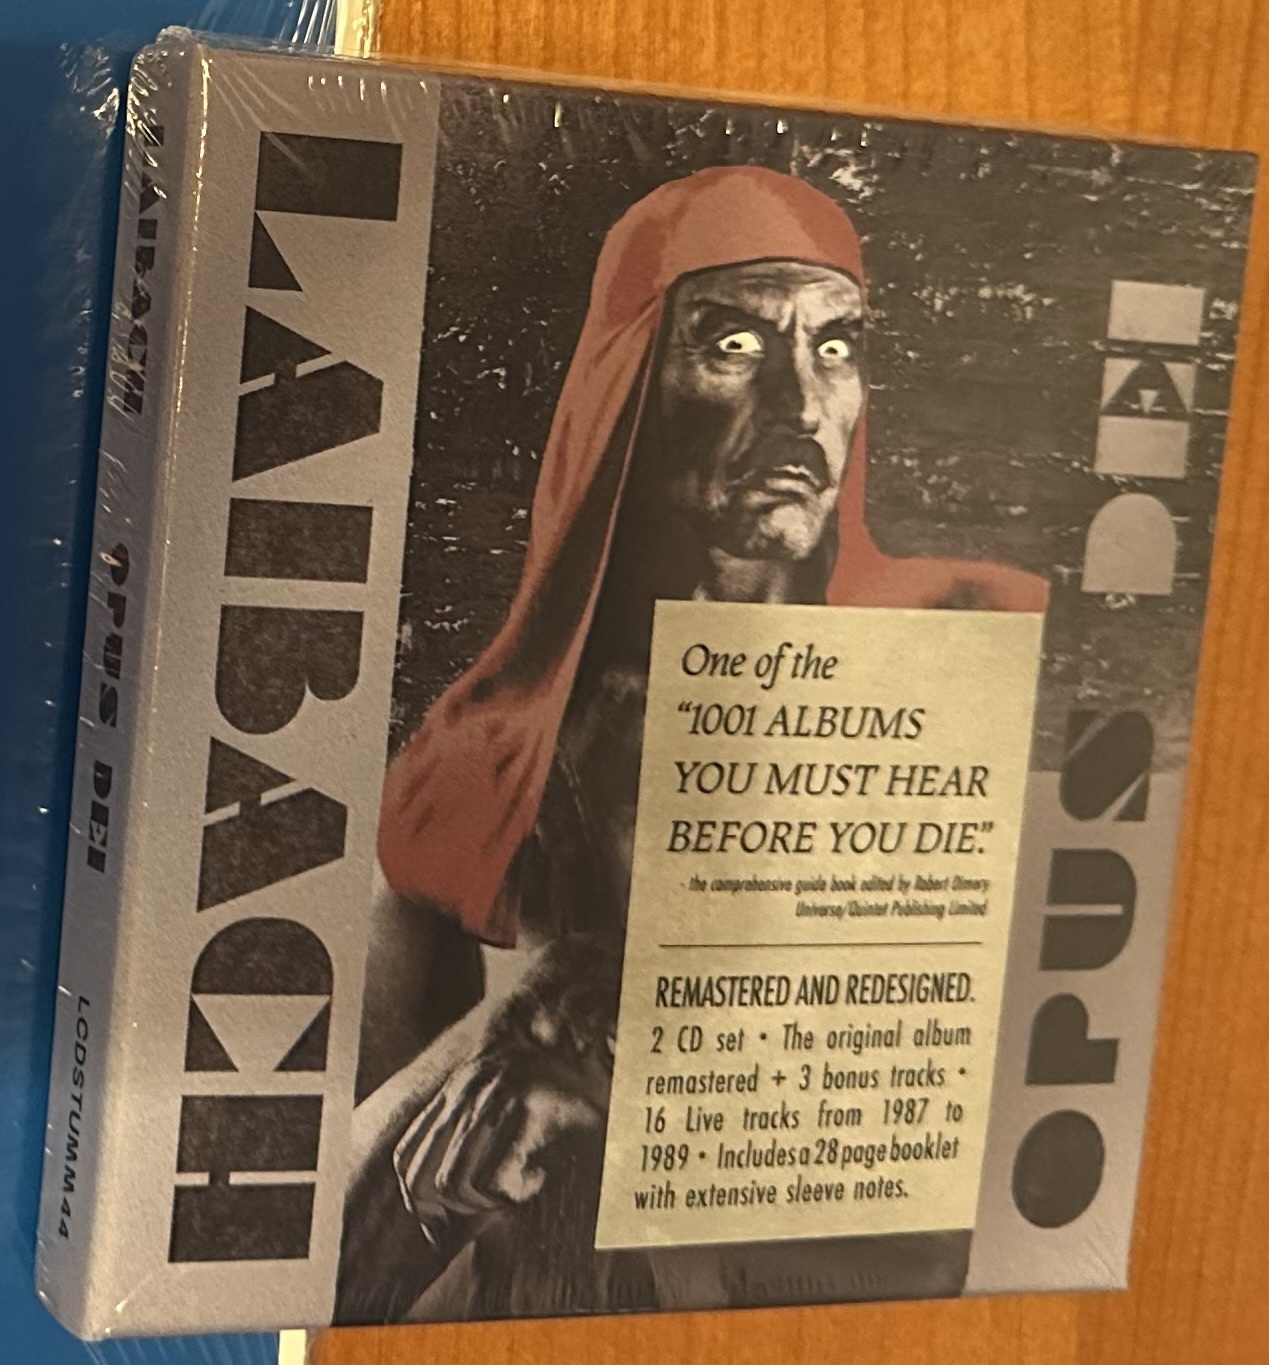 LAIBACH
OPUS DEI
LCDSTUMM44
LAIBACH
OPUS DEI
One of the
“1001 ALBUMS
YOU MUST HEAR
BEFORE YOU DIE.”
- the comprehensive guide book edited by Robert Dimery
Universe/Quintet Publishing Limited
REMASTERED AND REDESIGNED.
2 CD set • The original album
remastered + 3 bonus tracks •
16 Live tracks from 1987 to
1989 • Includes a 28 page booklet
with extensive sleeve notes.